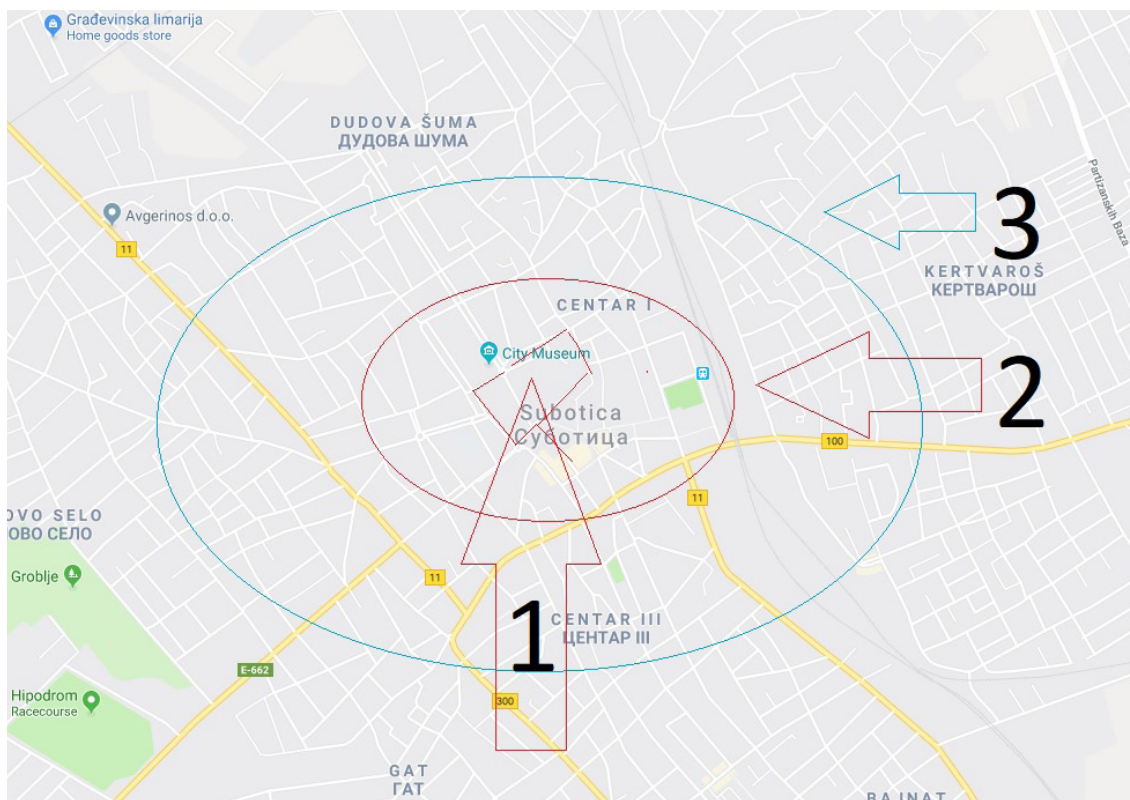 Građevinska limarija
Home goods store
DUDOVA ŠUMA
ДУДОВА ШУМА
Partizanskih Baza
Avgerinos d.o.o.
11
3
KERTVAROŠ
КЕРТВАРОШ
CENTAR I
City Museum
2
Subotica
Суботица
100
11
OVO SELO
ОВО СЕЛО
Groblje
11
1
CENTAR III
ЦЕНТАР III
E-662
Hipodrom
Racecourse
300
GAT
ГАТ
BAJNAT